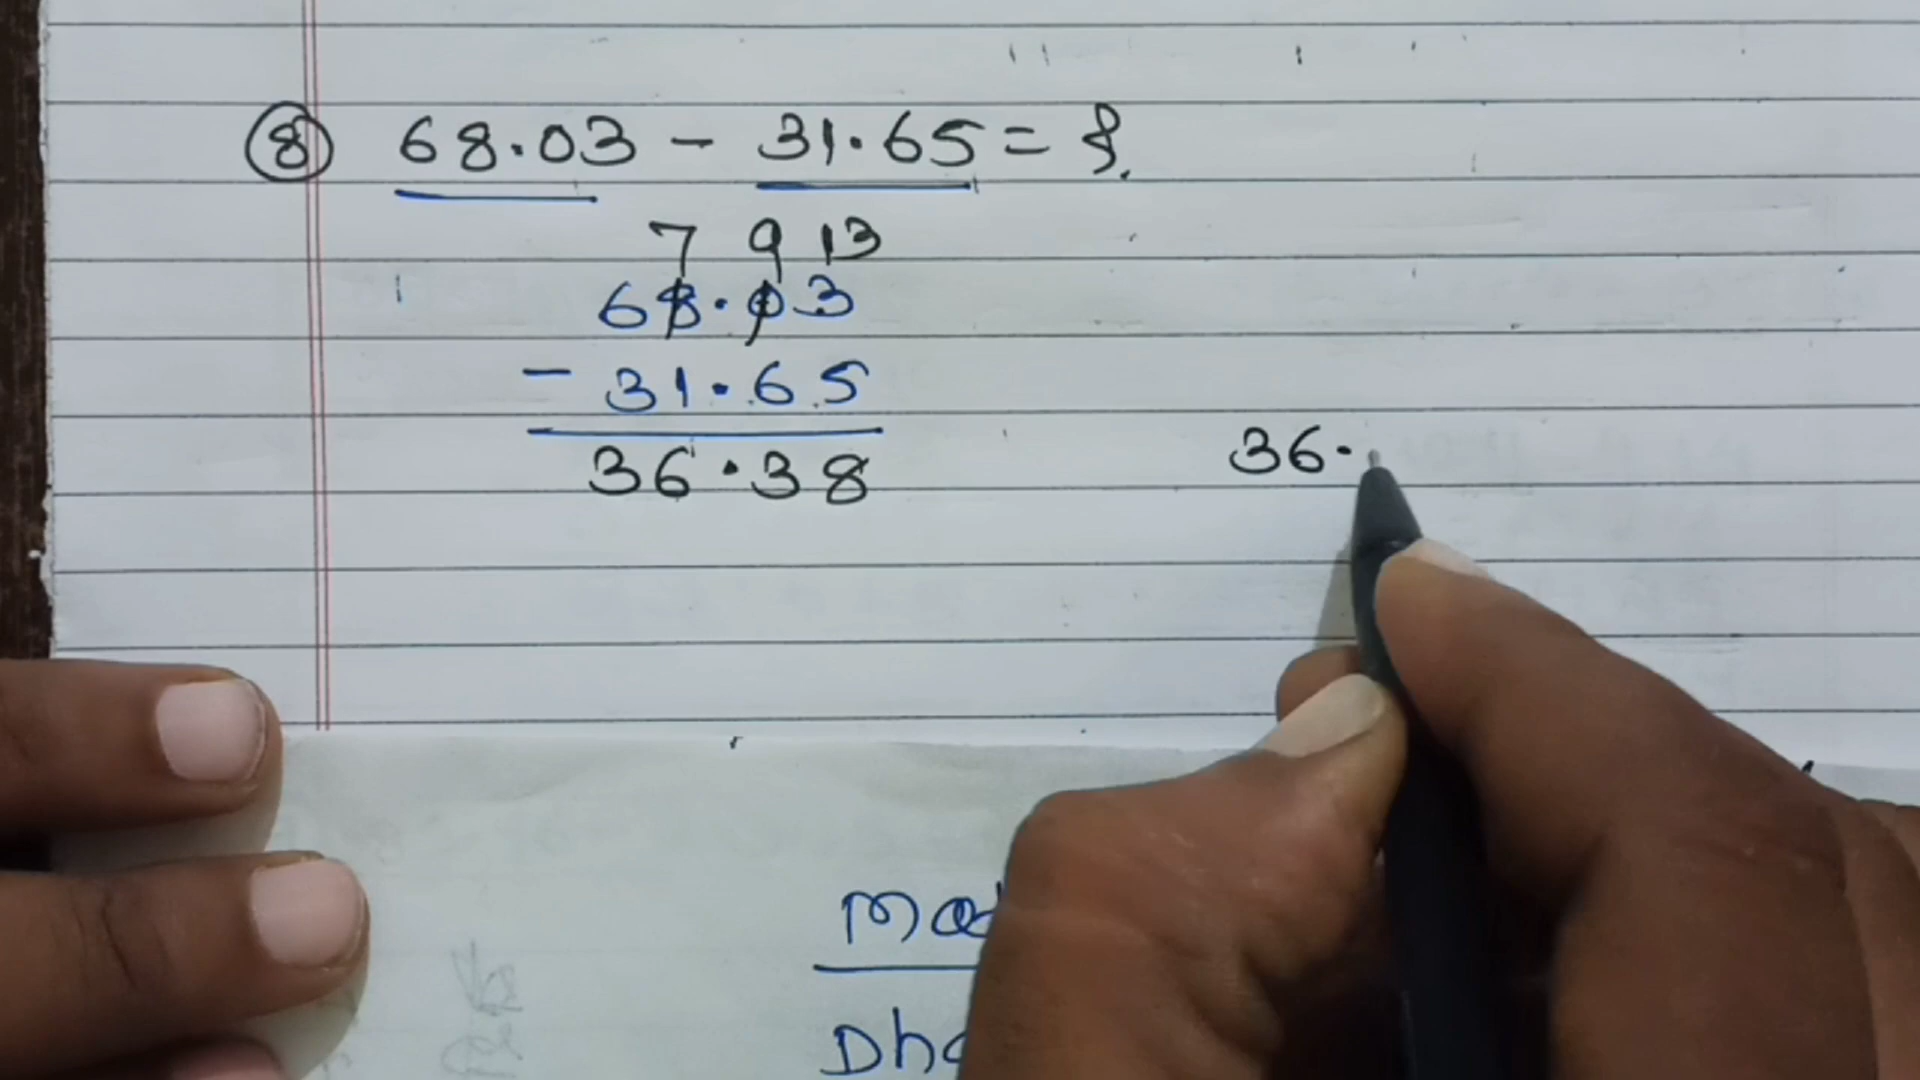 8 68.03 - 31.65 = ?
7 9 13
68.03
- 31.65
36.38
36.